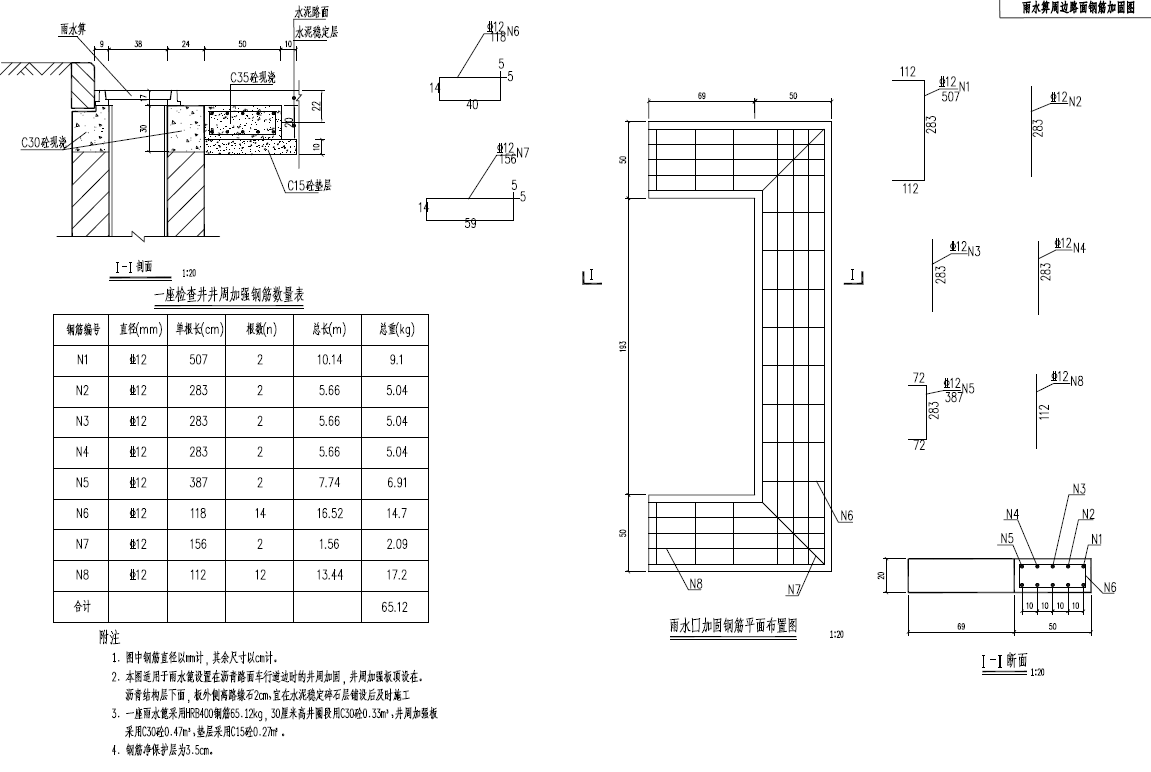 雨水箅周边路面钢筋加固图
水泥路面
水泥稳定层
雨水箅
9 38 24 50 10
C35砼现浇
17
30
22
20
10
C30砼现浇
C15砼垫层
I-I 剖面 1:20
Φ12 N6
118
5
5
14
40
Φ12 N7
156
5
5
14
59
一座检查井井周加强钢筋数量表
钢筋编号 直径(mm) 单根长(cm) 根数(n) 总长(m) 总重(kg)
N1 Φ12 507 2 10.14 9.1
N2 Φ12 283 2 5.66 5.04
N3 Φ12 283 2 5.66 5.04
N4 Φ12 283 2 5.66 5.04
N5 Φ12 387 2 7.74 6.91
N6 Φ12 118 14 16.52 14.7
N7 Φ12 156 2 1.56 2.09
N8 Φ12 112 12 13.44 17.2
合计 65.12
附注
1. 图中钢筋直径以mm计，其余尺寸以cm计。
2. 本图适用于雨水篦设置在沥青路面车行道边时的井周加固，井周加强板顶设在。
沥青结构层下面，板外侧离路缘石2cm，宜在水泥稳定碎石层铺设后及时施工
3. 一座雨水篦采用HRB400钢筋65.12kg，30厘米高井圈段用C30砼0.33m³，井周加强板
采用C30砼0.47m³，垫层采用C15砼0.27m³。
4. 钢筋净保护层为3.5cm。
69 50
50
193
50
I I
N6
N8
N7
雨水口加固钢筋平面布置图 1:20
112
Φ12 N1
507
283
112
Φ12 N2
283
Φ12 N3
283
Φ12 N4
283
72
Φ12 N5
387
283
72
Φ12 N8
112
N3
N4 N2
N5 N1
N6
20
10 10 10 10
69 50
I-I 断面 1:20